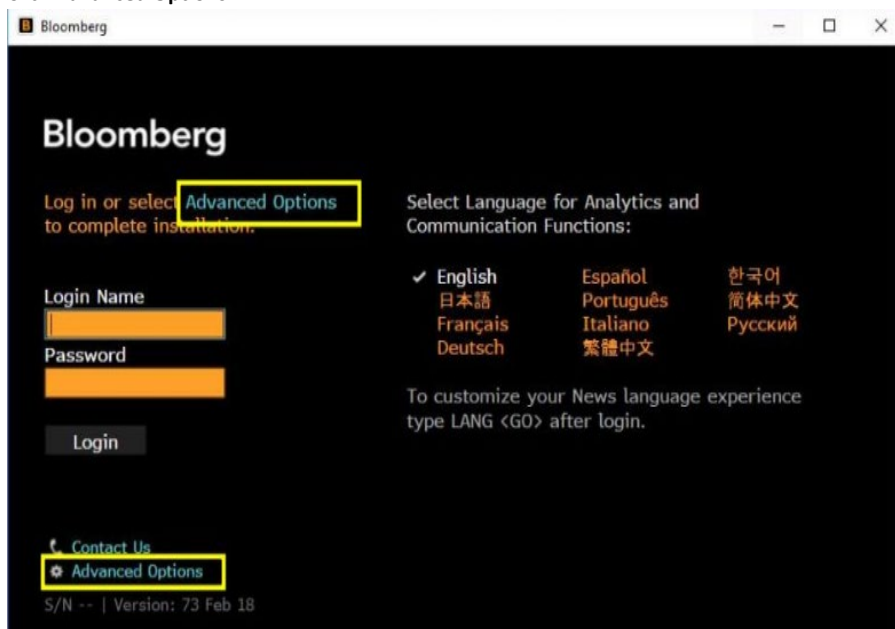 Bloomberg
Bloomberg
Log in or select Advanced Options
to complete installation.
Login Name
Password
Login
Contact Us
Advanced Options
S/N -- | Version: 73 Feb 18
Select Language for Analytics and
Communication Functions:
✓ English Español 한국어
日本語 Português 简体中文
Français Italiano Русский
Deutsch 繁體中文
To customize your News language experience
type LANG <GO> after login.